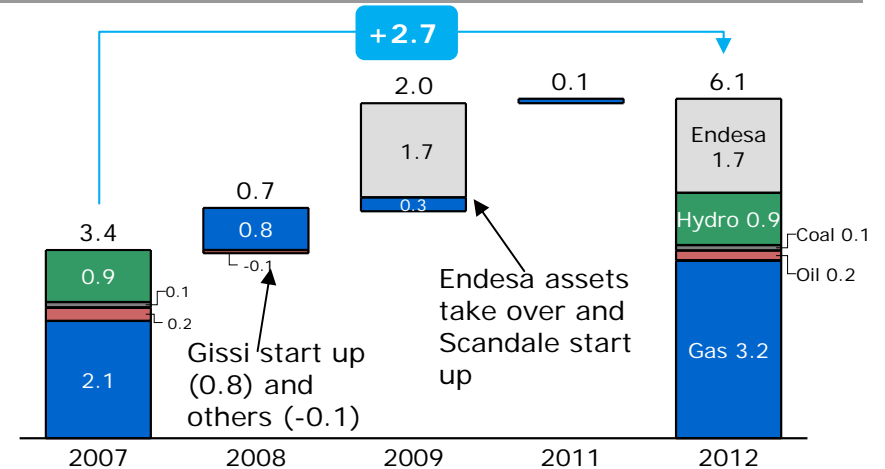 +2.7
3.4
0.9
0.1
0.2
2.1
0.7
0.8
-0.1
Gissi start up
(0.8) and
others (-0.1)
2.0
1.7
0.3
Endesa assets
take over and
Scandale start
up
0.1
6.1
Endesa
1.7
Hydro 0.9
Coal 0.1
Oil 0.2
Gas 3.2
2007
2008
2009
2011
2012